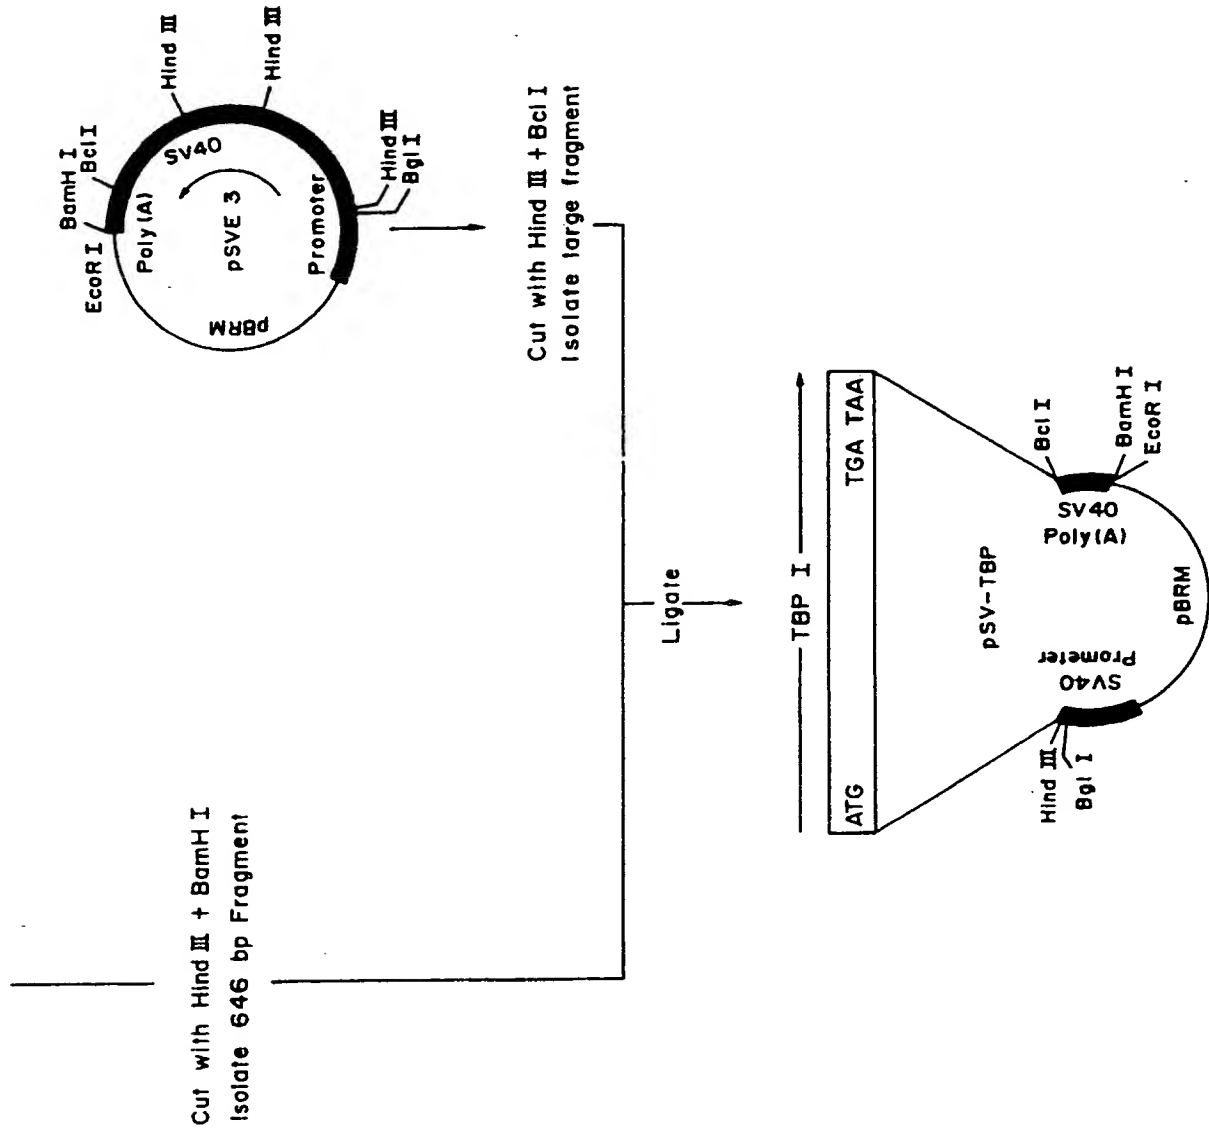 Cut with Hind III + BamH I
Isolate 646 bp Fragment
EcoR I
BamH I
Bcl I
Hind III
Hind III
Hind III
Bgl I
Poly(A)
SV40
pSVE 3
Promoter
pBRM
Cut with Hind III + Bcl I
Isolate large fragment
Ligate
TBP I
ATG
TGA TAA
pSV-TBP
Hind III
Bgl I
SV40
Prometer
Bcl I
SV40
Poly(A)
BamH I
EcoR I
pBRM